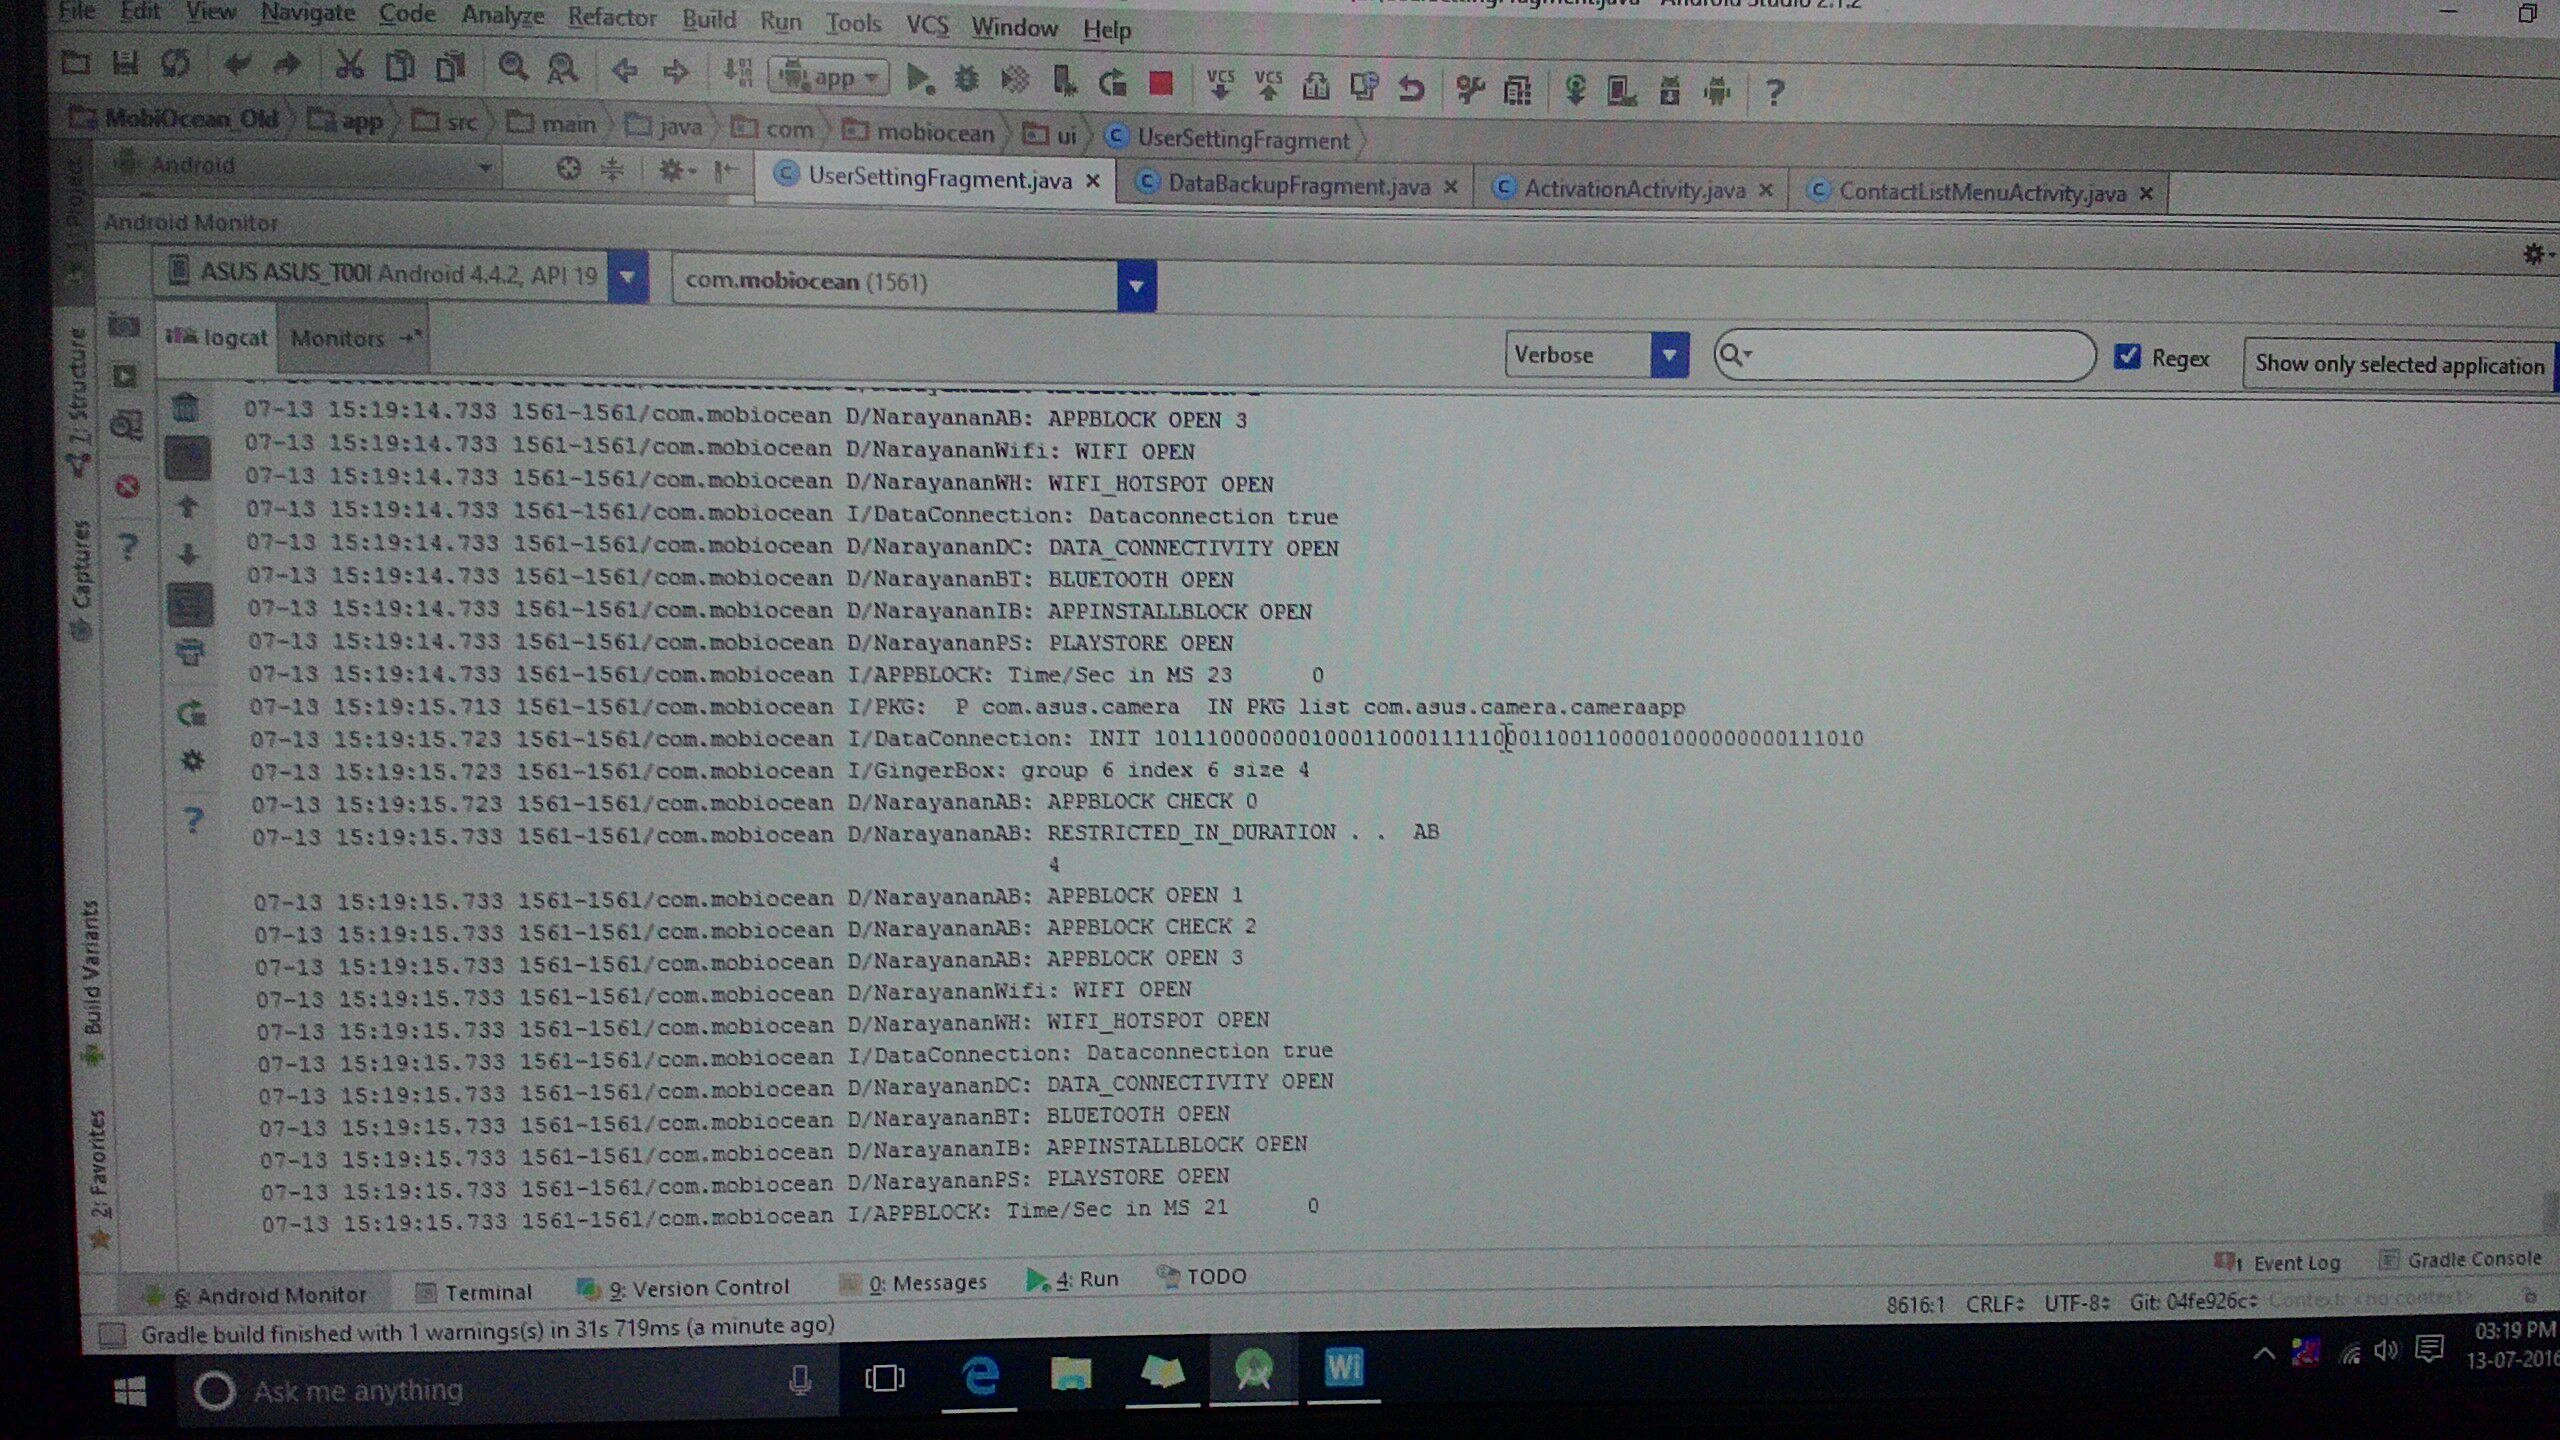 File Edit View Navigate Code Analyze Refactor Build Run Tools VCS Window Help
app
VCS VCS
?
MobiOcean_Old app src main java com mobiocean ui UserSettingFragment
Android
UserSettingFragment.java × DataBackupFragment.java × ActivationActivity.java × ContactListMenuActivity.java ×
Android Monitor
ASUS ASUS_T00I Android 4.4.2, API 19
com.mobiocean (1561)
logcat Monitors
Verbose
Regex
Show only selected application
07-13 15:19:14.733 1561-1561/com.mobiocean D/NarayananAB: APPBLOCK OPEN 3
07-13 15:19:14.733 1561-1561/com.mobiocean D/NarayananWifi: WIFI OPEN
07-13 15:19:14.733 1561-1561/com.mobiocean D/NarayananWH: WIFI_HOTSPOT OPEN
07-13 15:19:14.733 1561-1561/com.mobiocean I/DataConnection: Dataconnection true
07-13 15:19:14.733 1561-1561/com.mobiocean D/NarayananDC: DATA_CONNECTIVITY OPEN
07-13 15:19:14.733 1561-1561/com.mobiocean D/NarayananBT: BLUETOOTH OPEN
07-13 15:19:14.733 1561-1561/com.mobiocean D/NarayananIB: APPINSTALLBLOCK OPEN
07-13 15:19:14.733 1561-1561/com.mobiocean D/NarayananPS: PLAYSTORE OPEN
07-13 15:19:14.733 1561-1561/com.mobiocean I/APPBLOCK: Time/Sec in MS 23 0
07-13 15:19:15.713 1561-1561/com.mobiocean I/PKG: P com.asus.camera IN PKG list com.asus.camera.cameraapp
07-13 15:19:15.723 1561-1561/com.mobiocean I/DataConnection: INIT
07-13 15:19:15.723 1561-1561/com.mobiocean I/GingerBox: group 6 index 6 size 4
07-13 15:19:15.723 1561-1561/com.mobiocean D/NarayananAB: APPBLOCK CHECK 0
07-13 15:19:15.733 1561-1561/com.mobiocean D/NarayananAB: RESTRICTED_IN_DURATION . . AB
4
07-13 15:19:15.733 1561-1561/com.mobiocean D/NarayananAB: APPBLOCK OPEN 1
07-13 15:19:15.733 1561-1561/com.mobiocean D/NarayananAB: APPBLOCK CHECK 2
07-13 15:19:15.733 1561-1561/com.mobiocean D/NarayananAB: APPBLOCK OPEN 3
07-13 15:19:15.733 1561-1561/com.mobiocean D/NarayananWifi: WIFI OPEN
07-13 15:19:15.733 1561-1561/com.mobiocean D/NarayananWH: WIFI_HOTSPOT OPEN
07-13 15:19:15.733 1561-1561/com.mobiocean I/DataConnection: Dataconnection true
07-13 15:19:15.733 1561-1561/com.mobiocean D/NarayananDC: DATA_CONNECTIVITY OPEN
07-13 15:19:15.733 1561-1561/com.mobiocean D/NarayananBT: BLUETOOTH OPEN
07-13 15:19:15.733 1561-1561/com.mobiocean D/NarayananIB: APPINSTALLBLOCK OPEN
07-13 15:19:15.733 1561-1561/com.mobiocean D/NarayananPS: PLAYSTORE OPEN
07-13 15:19:15.733 1561-1561/com.mobiocean I/APPBLOCK: Time/Sec in MS 21 0
1: Project
7: Structure
Captures
Build Variants
2: Favorites
6: Android Monitor Terminal 9: Version Control 0: Messages 4: Run TODO
1 Event Log Gradle Console
Gradle build finished with 1 warnings(s) in 31s 719ms (a minute ago)
8616:1 CRLF UTF-8 Git: 04fe926c Context: <no context>
Ask me anything
Wi
03:19 PM
13-07-2016